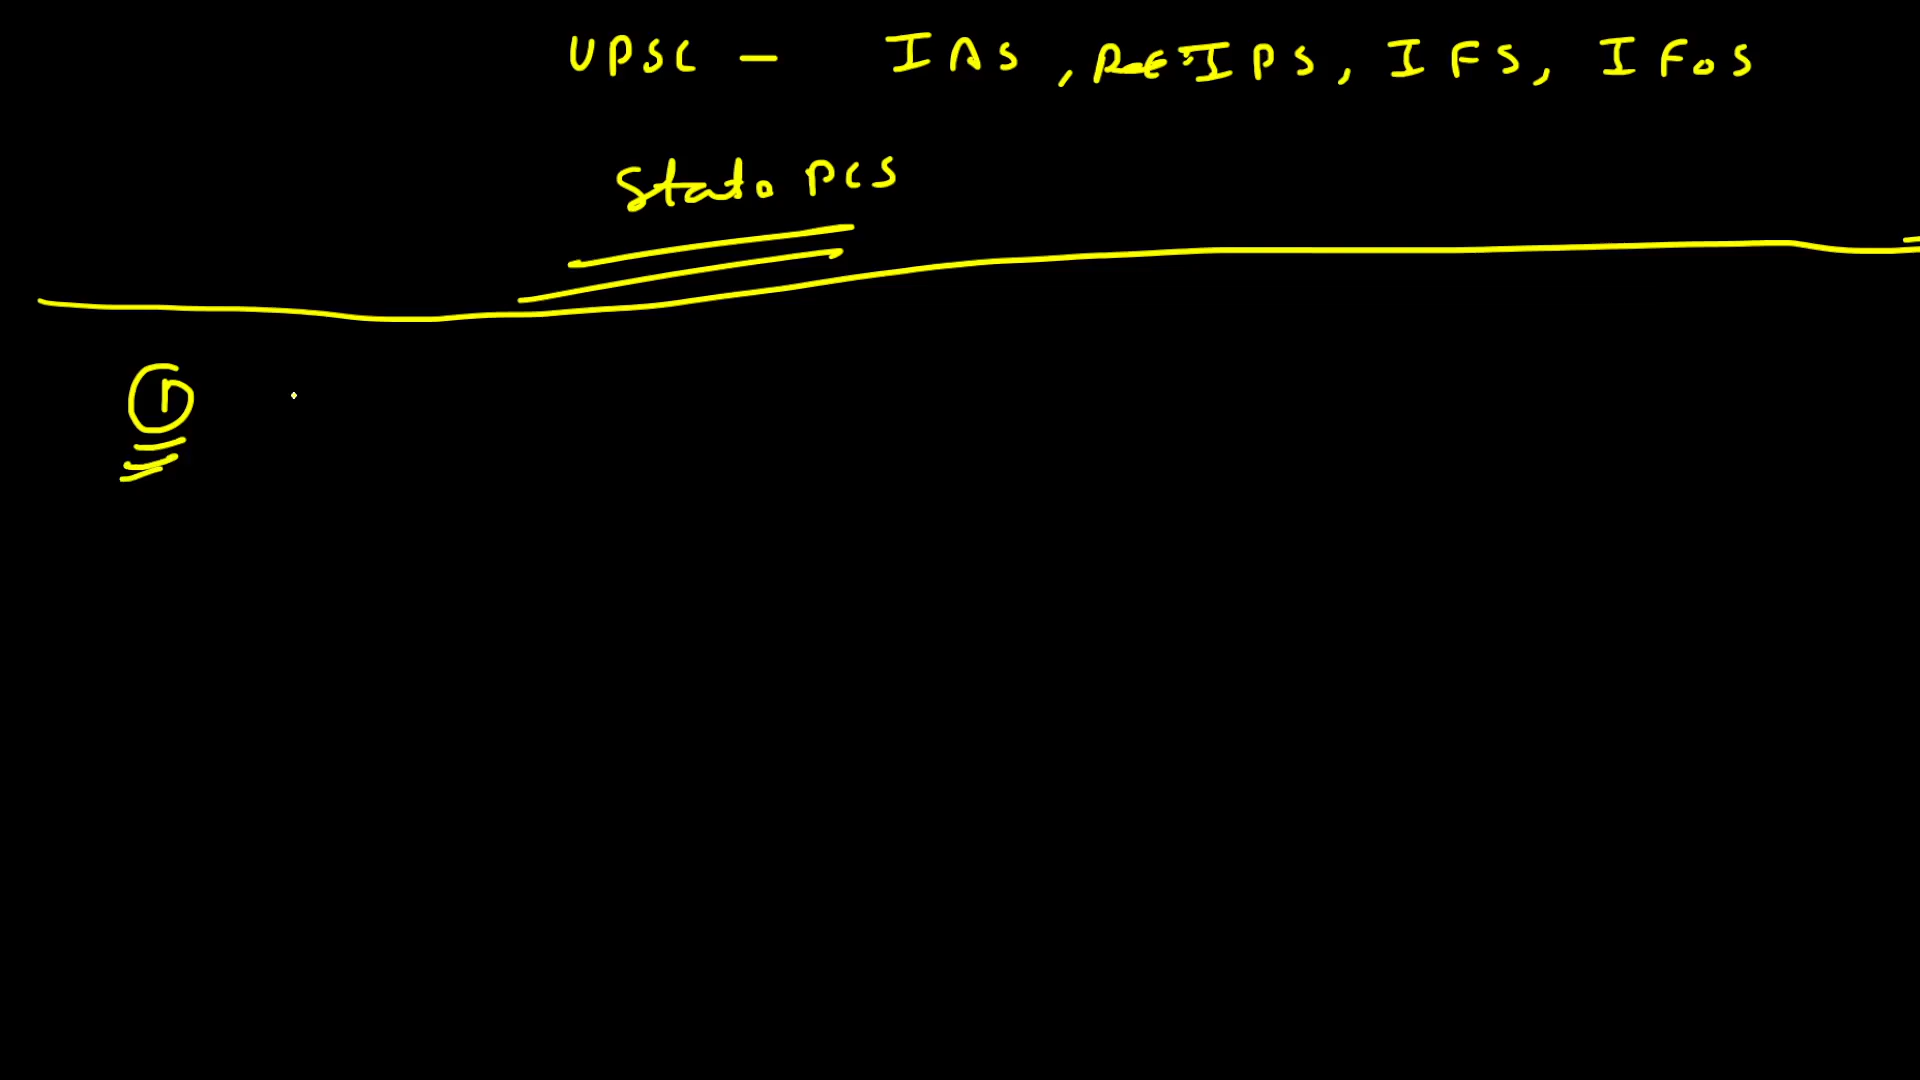 UPSC - IAS, IPS, IFS, IFoS
State PCS
1